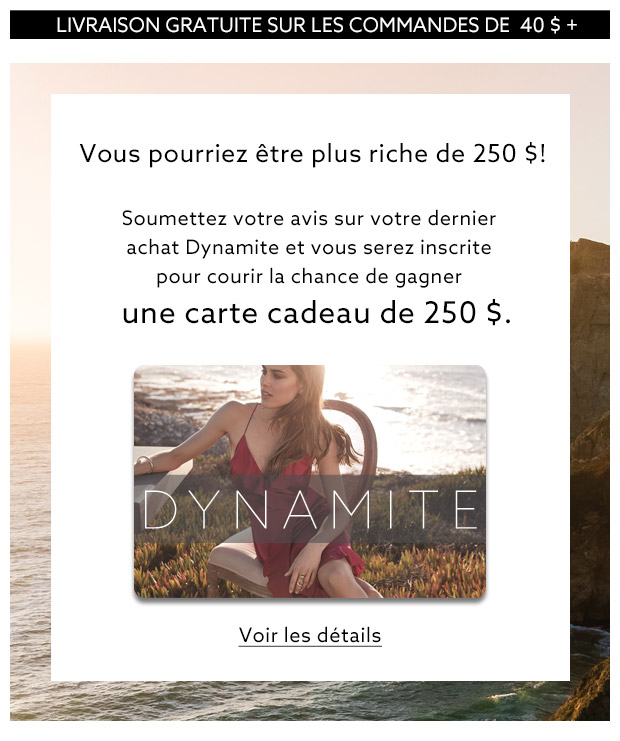 LIVRAISON GRATUITE SUR LES COMMANDES DE 40 $ +
Vous pourriez être plus riche de 250 $!
Soumettez votre avis sur votre dernier
achat Dynamite et vous serez inscrite
pour courir la chance de gagner
une carte cadeau de 250 $.
DYNAMITE
Voir les détails